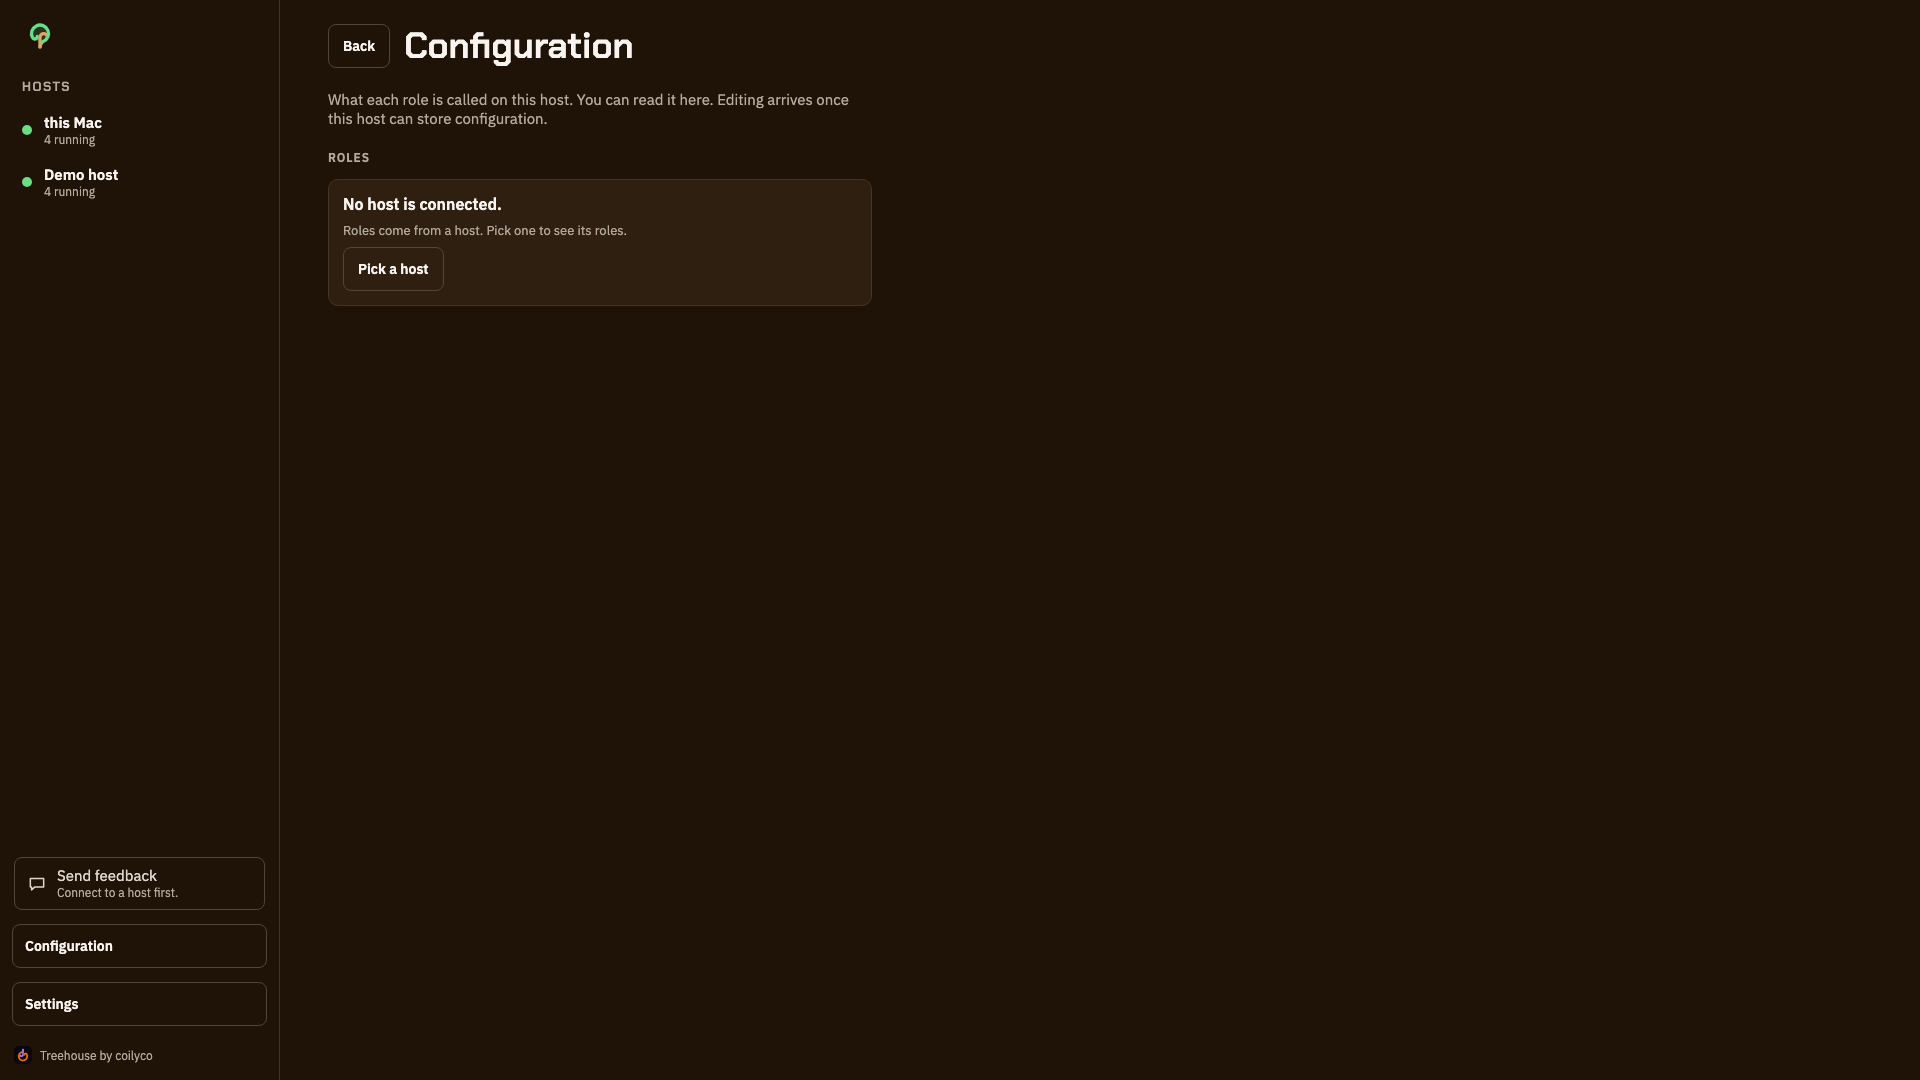 HOSTS
this Mac
4 running
Demo host
4 running
Send feedback
Connect to a host first.
Configuration
Settings
Treehouse by coilyco
Back
Configuration
What each role is called on this host. You can read it here. Editing arrives once
this host can store configuration.
ROLES
No host is connected.
Roles come from a host. Pick one to see its roles.
Pick a host